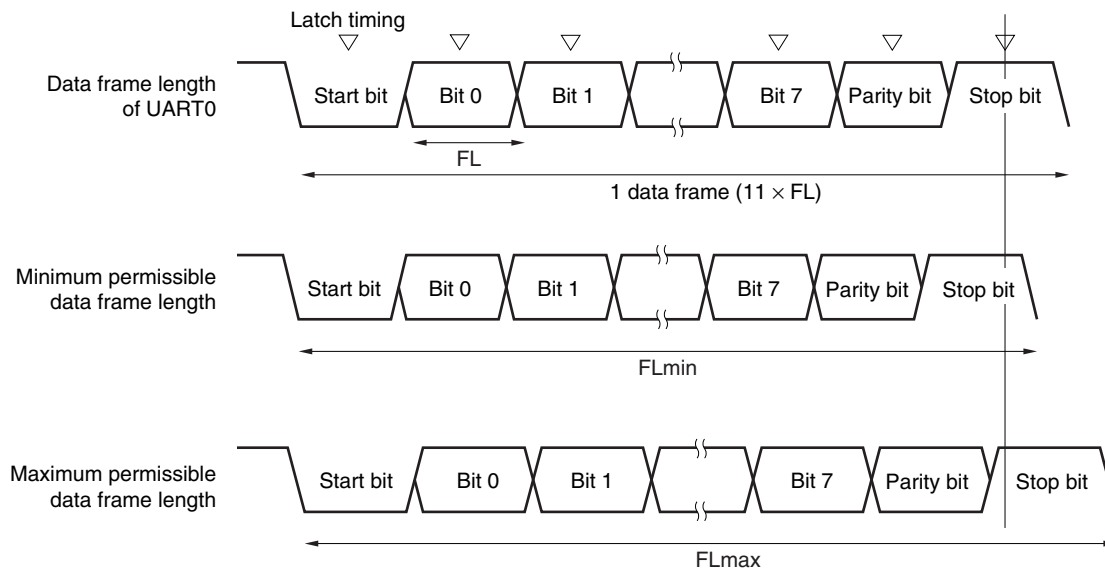 Latch timing
Data frame length
of UART0
Start bit
Bit 0
Bit 1
Bit 7
Parity bit
Stop bit
FL
1 data frame (11 × FL)
Minimum permissible
data frame length
Start bit
Bit 0
Bit 1
Bit 7
Parity bit
Stop bit
FLmin
Maximum permissible
data frame length
Start bit
Bit 0
Bit 1
Bit 7
Parity bit
Stop bit
FLmax